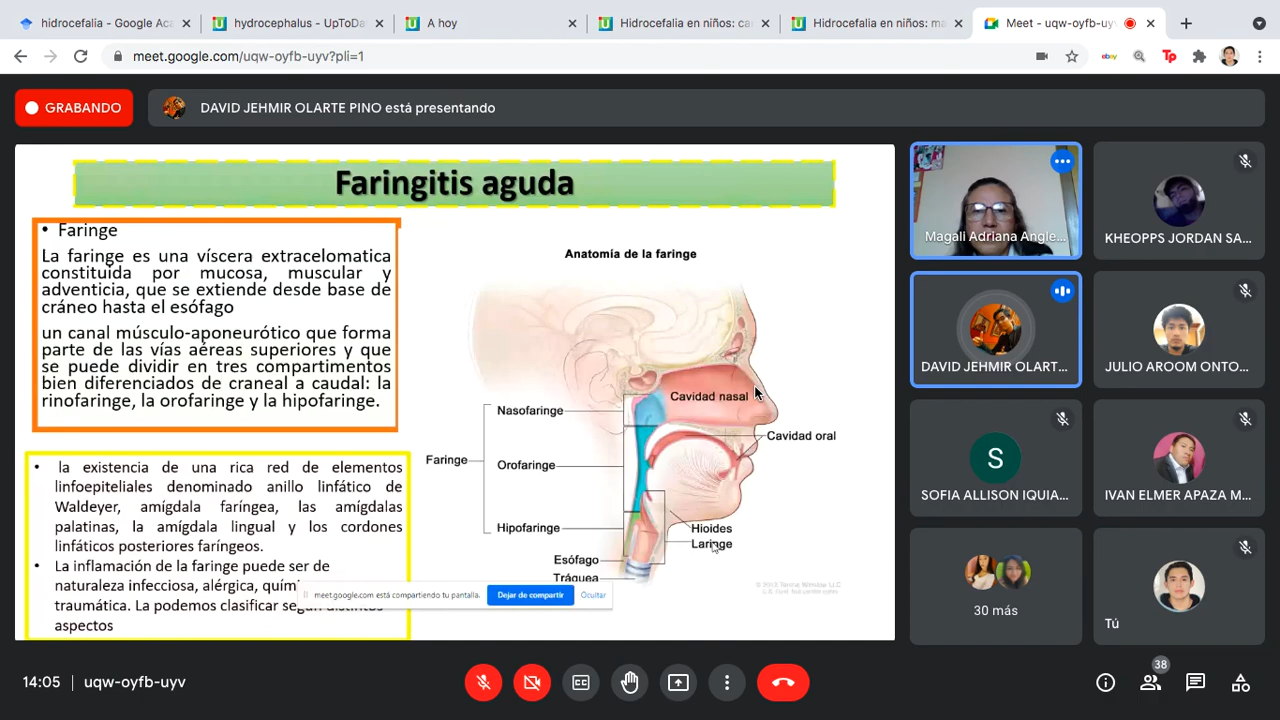 hidrocefalia - Google Aca
hydrocephalus - UpToDa
A hoy
Hidrocefalia en niños: ca
Hidrocefalia en niños: ma
Meet - uqw-oyfb-uy
meet.google.com/uqw-oyfb-uyv?pli=1
ebay
Tp
GRABANDO
DAVID JEHMIR OLARTE PINO está presentando
Faringitis aguda
• Faringe
La faringe es una víscera extracelomatica
constituida por mucosa, muscular y
adventicia, que se extiende desde base de
cráneo hasta el esófago
un canal músculo-aponeurótico que forma
parte de las vías aéreas superiores y que
se puede dividir en tres compartimentos
bien diferenciados de craneal a caudal: la
rinofaringe, la orofaringe y la hipofaringe.
• la existencia de una rica red de elementos
linfoepiteliales denominado anillo linfático de
Waldeyer, amígdala faríngea, las amígdalas
palatinas, la amígdala lingual y los cordones
linfáticos posteriores faríngeos.
• La inflamación de la faringe puede ser de
naturaleza infecciosa, alérgica, quím
traumática. La podemos clasificar según distintos
aspectos
Anatomía de la faringe
Cavidad nasal
Nasofaringe
Cavidad oral
Faringe
Orofaringe
Hipofaringe
Hioides
Laringe
Esófago
Tráquea
meet.google.com está compartiendo tu pantalla.
Dejar de compartir
Ocultar
Magali Adriana Angle...
KHEOPPS JORDAN SA...
DAVID JEHMIR OLART...
JULIO AROOM ONTO...
S
SOFIA ALLISON IQUIA...
IVAN ELMER APAZA M...
30 más
Tú
14:05 | uqw-oyfb-uyv
38